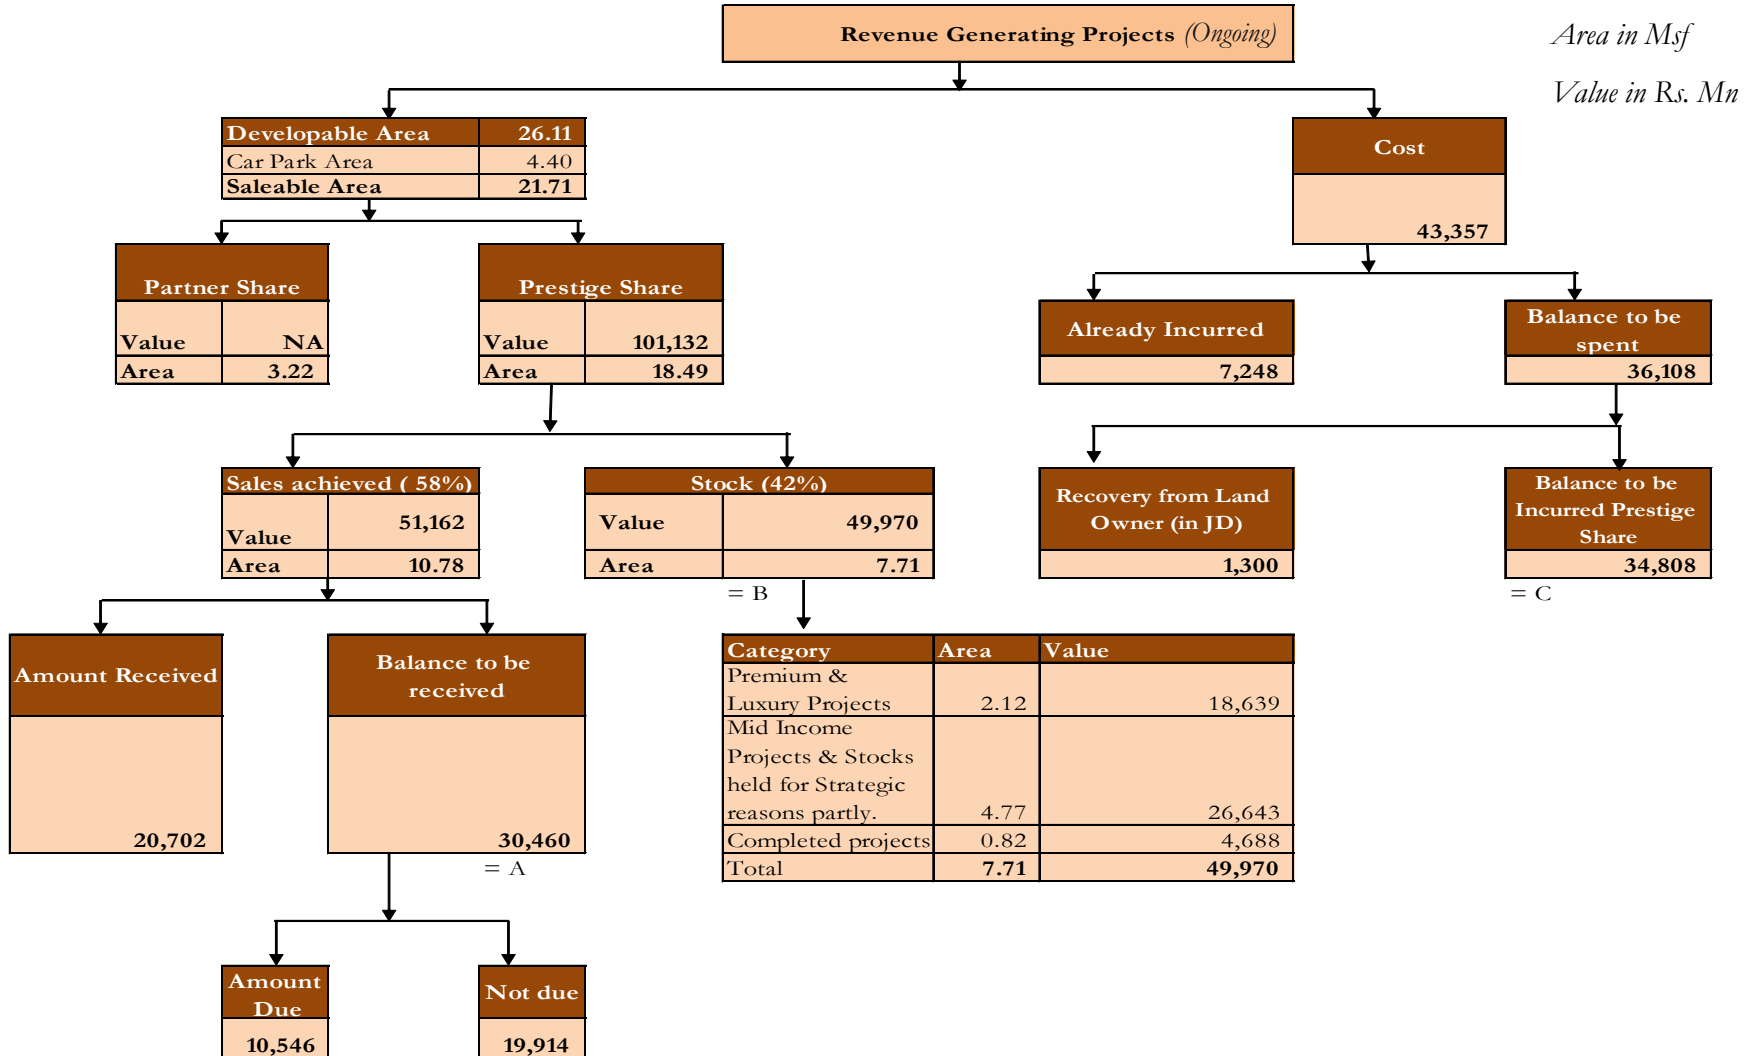 Revenue Generating Projects (Ongoing)
Area in Msf
Value in Rs. Mn
Developable Area 26.11
Car Park Area 4.40
Saleable Area 21.71
Cost
43,357
Partner Share
Value NA
Area 3.22
Prestige Share
Value 101,132
Area 18.49
Already Incurred
7,248
Balance to be
spent
36,108
Sales achieved ( 58%)
Value 51,162
Area 10.78
Stock (42%)
Value 49,970
Area 7.71
= B
Recovery from Land
Owner (in JD)
1,300
Balance to be
Incurred Prestige
Share
34,808
= C
Amount Received
20,702
Balance to be
received
30,460
= A
Category Area Value
Premium &
Luxury Projects 2.12 18,639
Mid Income
Projects & Stocks
held for Strategic
reasons partly. 4.77 26,643
Completed projects 0.82 4,688
Total 7.71 49,970
Amount
Due
10,546
Not due
19,914